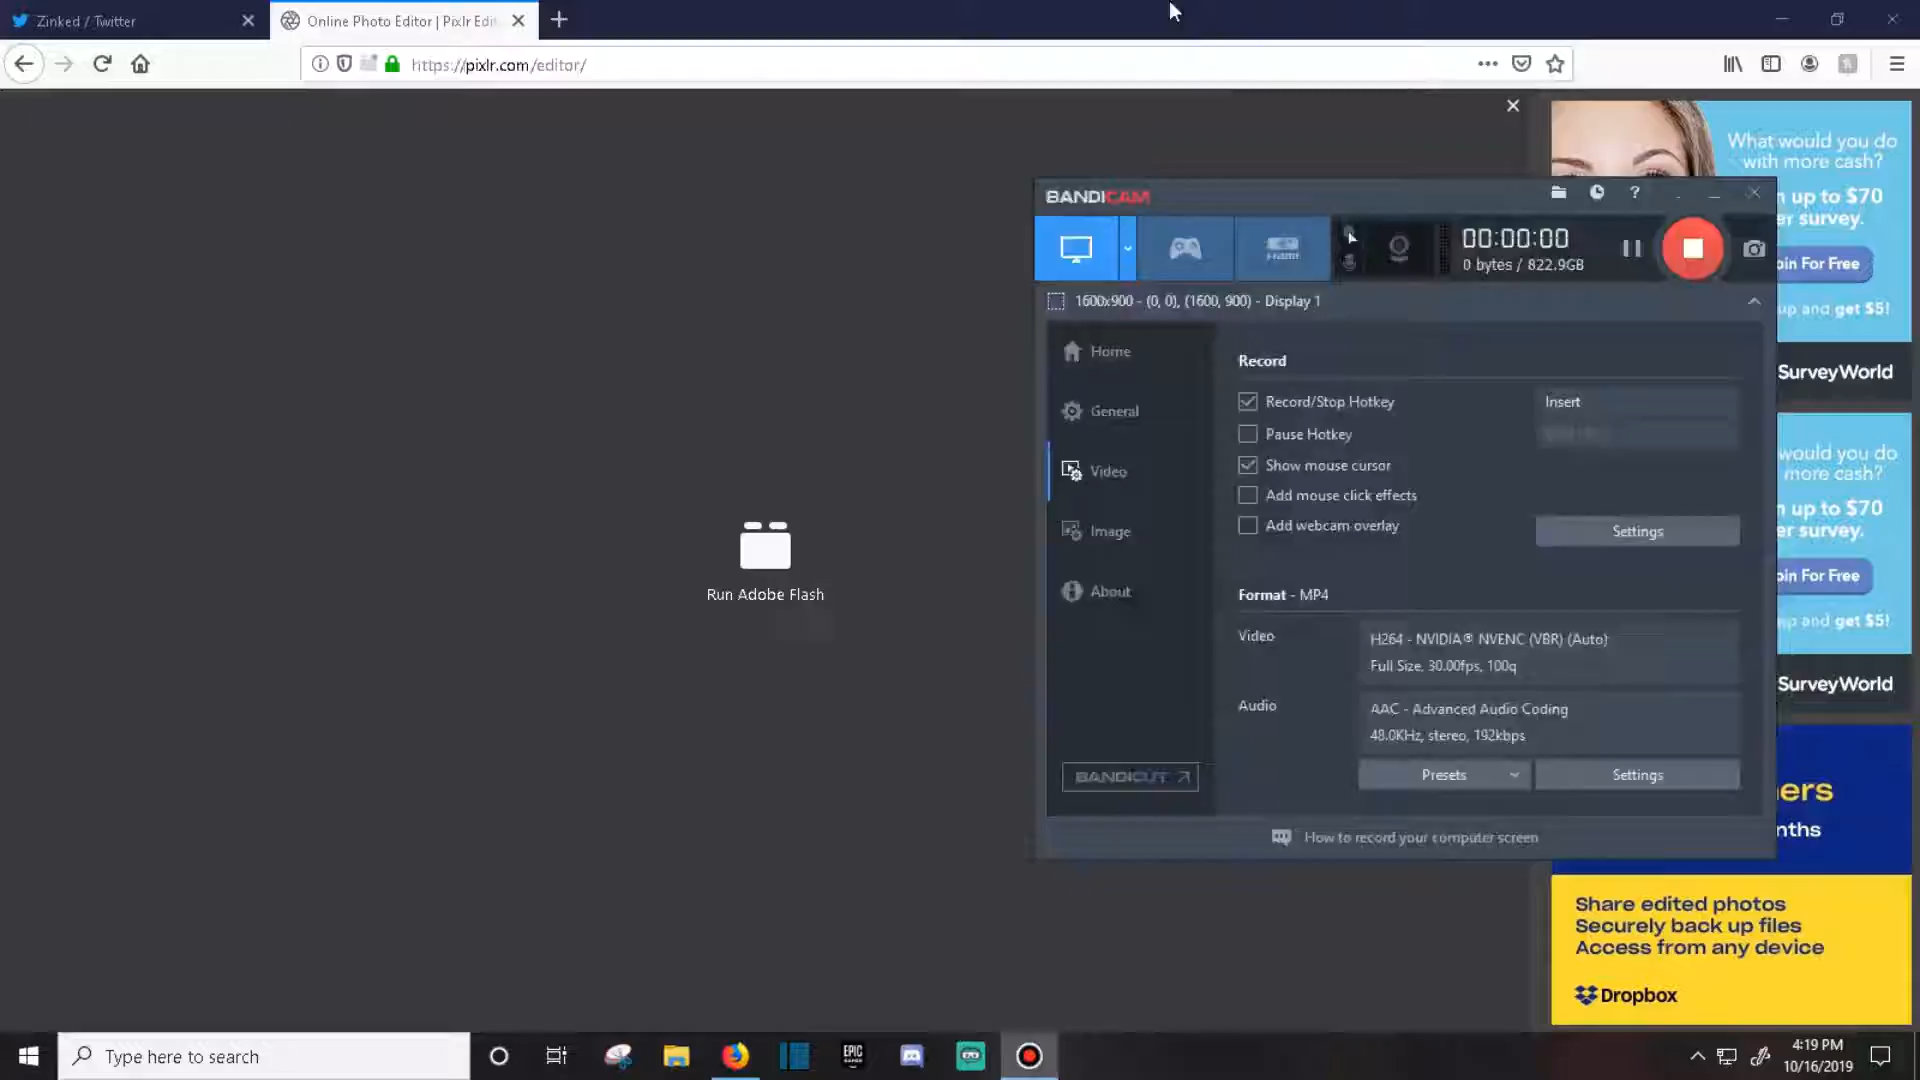 Zinked / Twitter
Online Photo Editor | Pixlr Edit
https://pixlr.com/editor/
What would you do
with more cash?
n up to $70
er survey.
oin For Free
up and get $5!
SurveyWorld
BANDICAM
00:00:00
0 bytes / 822.9GB
1600x900 - (0, 0), (1600, 900) - Display 1
Home
General
Video
Image
About
BANDICUT
Record
Record/Stop Hotkey
Insert
Pause Hotkey
Show mouse cursor
Add mouse click effects
Add webcam overlay
Settings
Format - MP4
Video
H264 - NVIDIA® NVENC (VBR) (Auto)
Full Size, 30.00fps, 100q
Audio
AAC - Advanced Audio Coding
48.0KHz, stereo, 192kbps
Presets
Settings
How to record your computer screen
Run Adobe Flash
would you do
more cash?
n up to $70
er survey.
oin For Free
up and get $5!
SurveyWorld
ners
nths
Share edited photos
Securely back up files
Access from any device
Dropbox
Type here to search
EPIC
GAMES
4:19 PM
10/16/2019